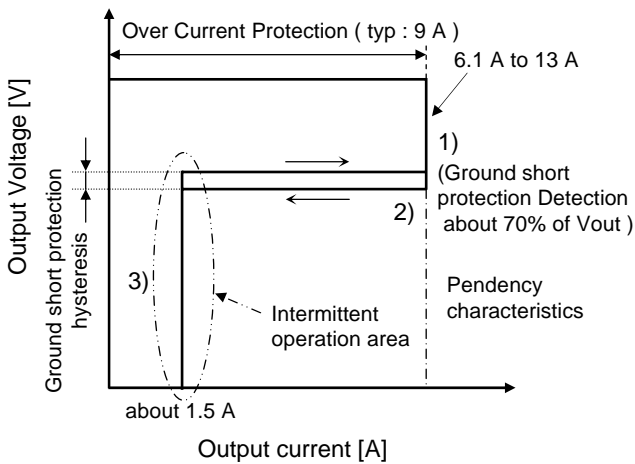 Over Current Protection ( typ : 9 A )
6.1 A to 13 A
Output Voltage [V]
Ground short protection
hysteresis
1)
(Ground short
protection Detection
about 70% of Vout )
2)
3)
Intermittent
operation area
Pendency
characteristics
about 1.5 A
Output current [A]